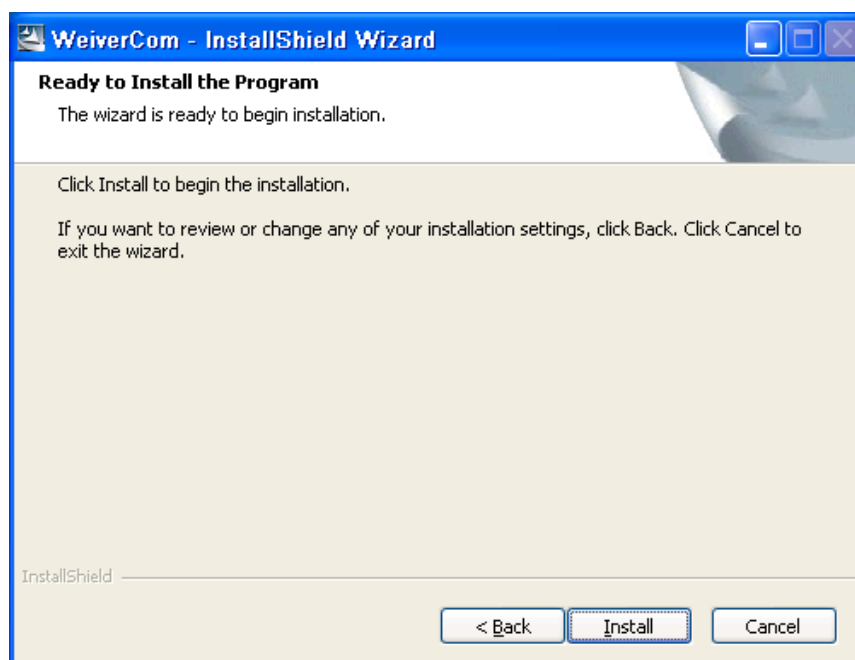 WeiverCom - InstallShield Wizard
Ready to Install the Program
The wizard is ready to begin installation.
Click Install to begin the installation.
If you want to review or change any of your installation settings, click Back. Click Cancel to
exit the wizard.
InstallShield
< Back Install Cancel